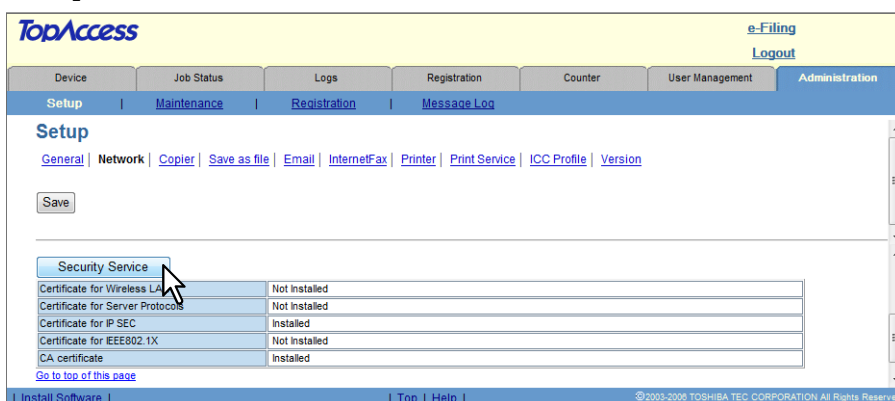 TopAccess
e-Filing
Logout
Device Job Status Logs Registration Counter User Management Administration
Setup | Maintenance | Registration | Message Log
Setup
General | Network | Copier | Save as file | Email | InternetFax | Printer | Print Service | ICC Profile | Version
Save
Security Service
Certificate for Wireless LA Not Installed
Certificate for Server Protocols Not Installed
Certificate for IP SEC Installed
Certificate for IEEE802.1X Not Installed
CA certificate Installed
Go to top of this page
| Install Software | | Top | Help | ©2003-2008 TOSHIBA TEC CORPORATION All Rights Reserve